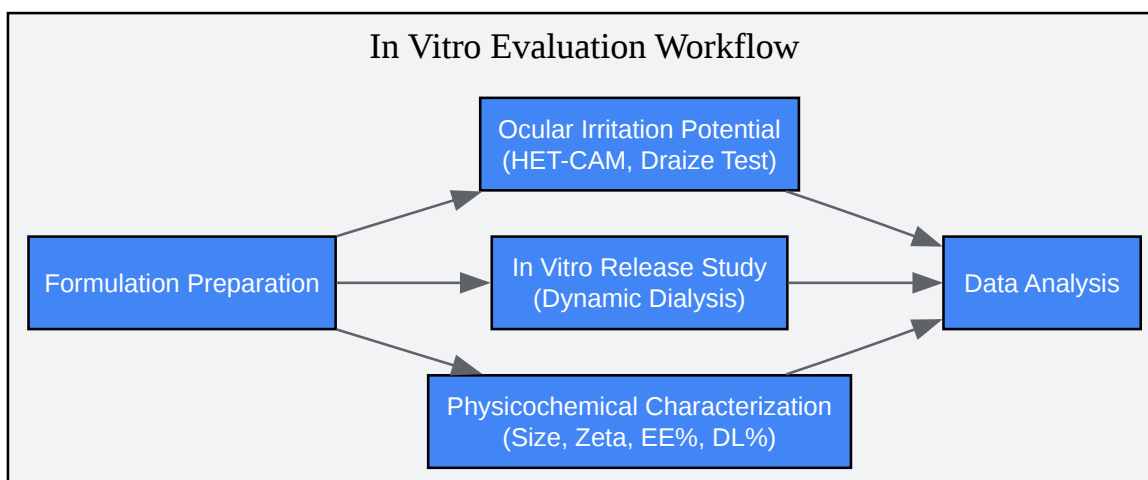 In Vitro Evaluation Workflow
Ocular Irritation Potential
(HET-CAM, Draize Test)
Formulation Preparation
In Vitro Release Study
(Dynamic Dialysis)
Data Analysis
Physicochemical Characterization
(Size, Zeta, EE%, DL%)